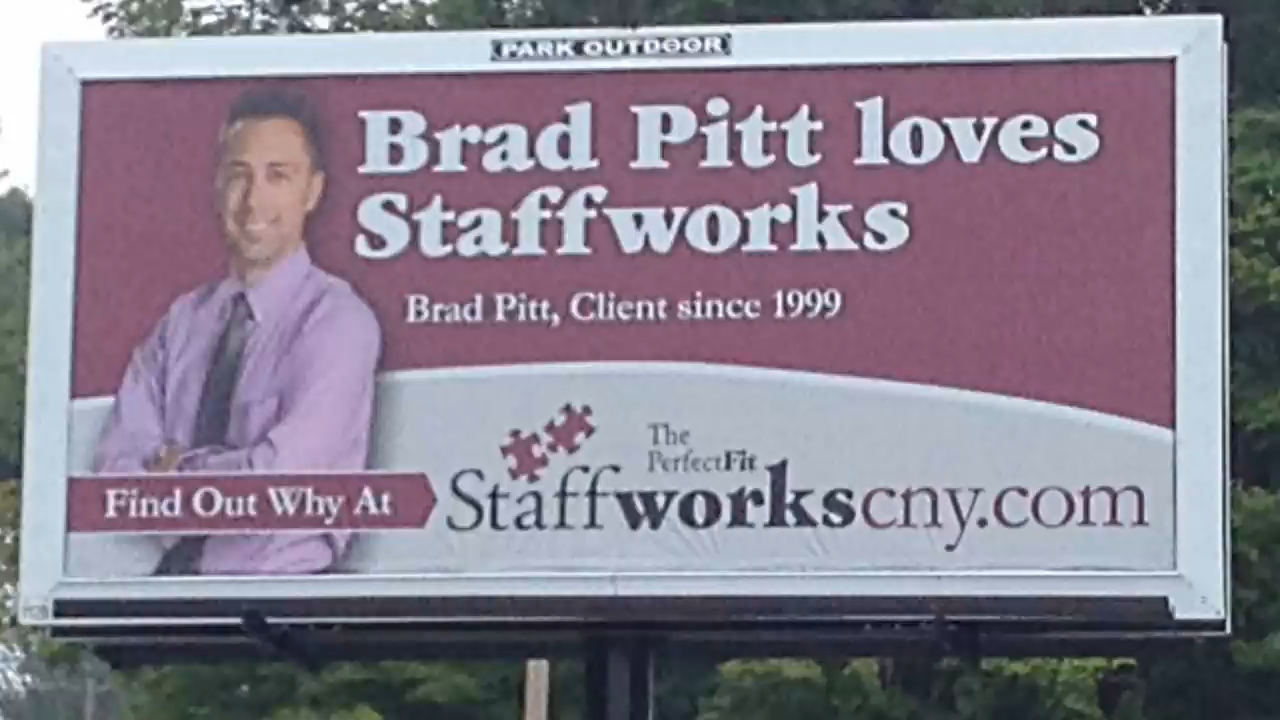 PARK OUTDOOR
Brad Pitt loves
Staffworks
Brad Pitt, Client since 1999
The
PerfectFit
Find Out Why At
Staffworkscny.com